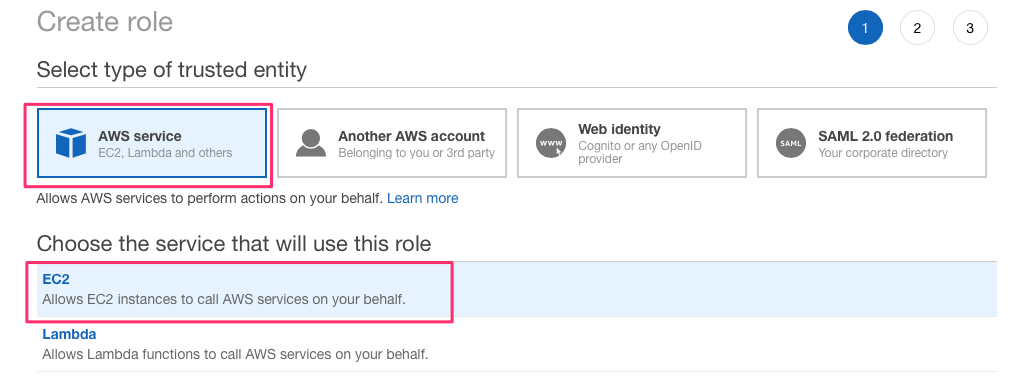 Create role
1
2
3
Select type of trusted entity
AWS service
EC2, Lambda and others
Another AWS account
Belonging to you or 3rd party
WWW
Web identity
Cognito or any OpenID
provider
SAML
SAML 2.0 federation
Your corporate directory
Allows AWS services to perform actions on your behalf. Learn more
Choose the service that will use this role
EC2
Allows EC2 instances to call AWS services on your behalf.
Lambda
Allows Lambda functions to call AWS services on your behalf.